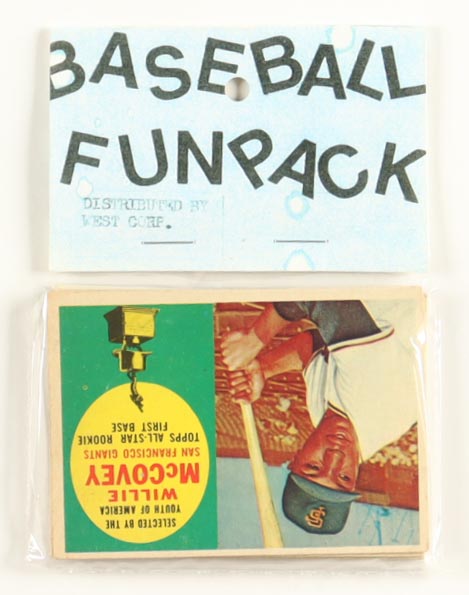 BASEBALL
FUNPACK
DISTRIBUTED BY
WEST CORP.
SELECTED BY THE
YOUTH OF AMERICA
WILLIE
McCOVEY
SAN FRANCISCO GIANTS
TOPPS ALL-STAR ROOKIE
FIRST BASE
SF